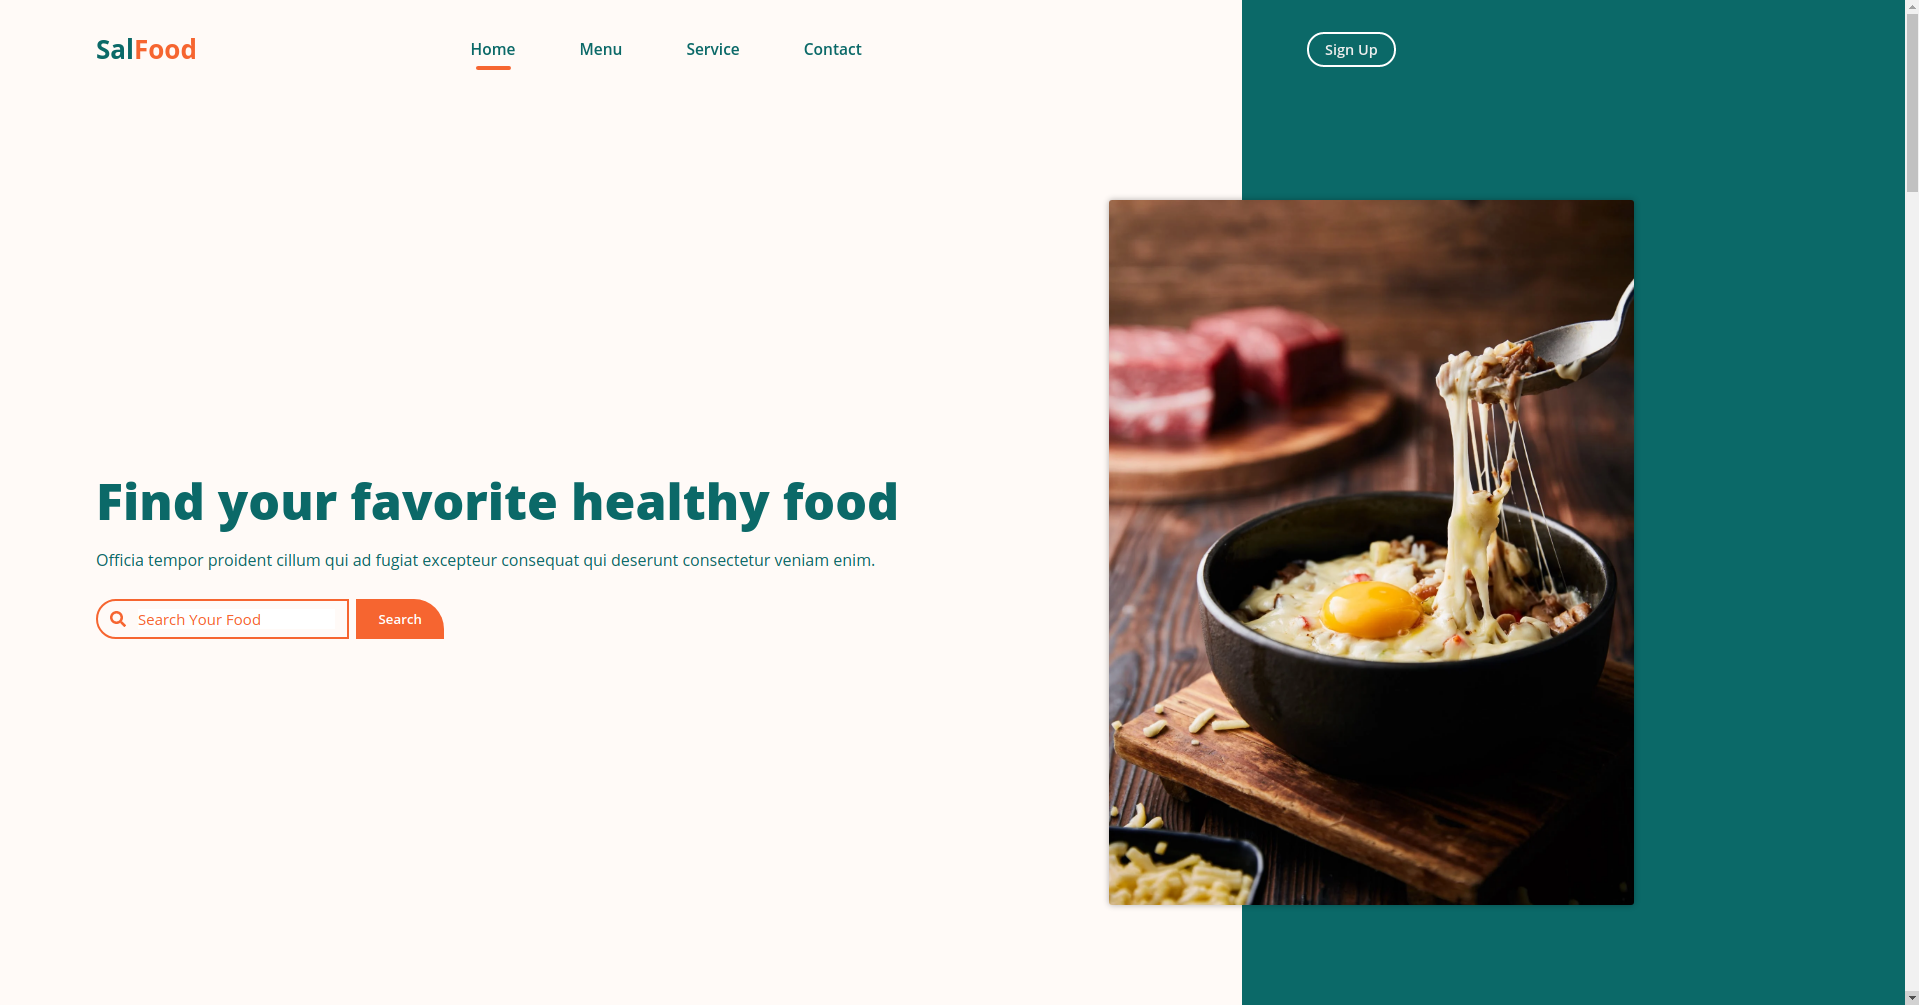 SalFood
Home Menu Service Contact
Sign Up
Find your favorite healthy food
Officia tempor proident cillum qui ad fugiat excepteur consequat qui deserunt consectetur veniam enim.
Search Your Food
Search